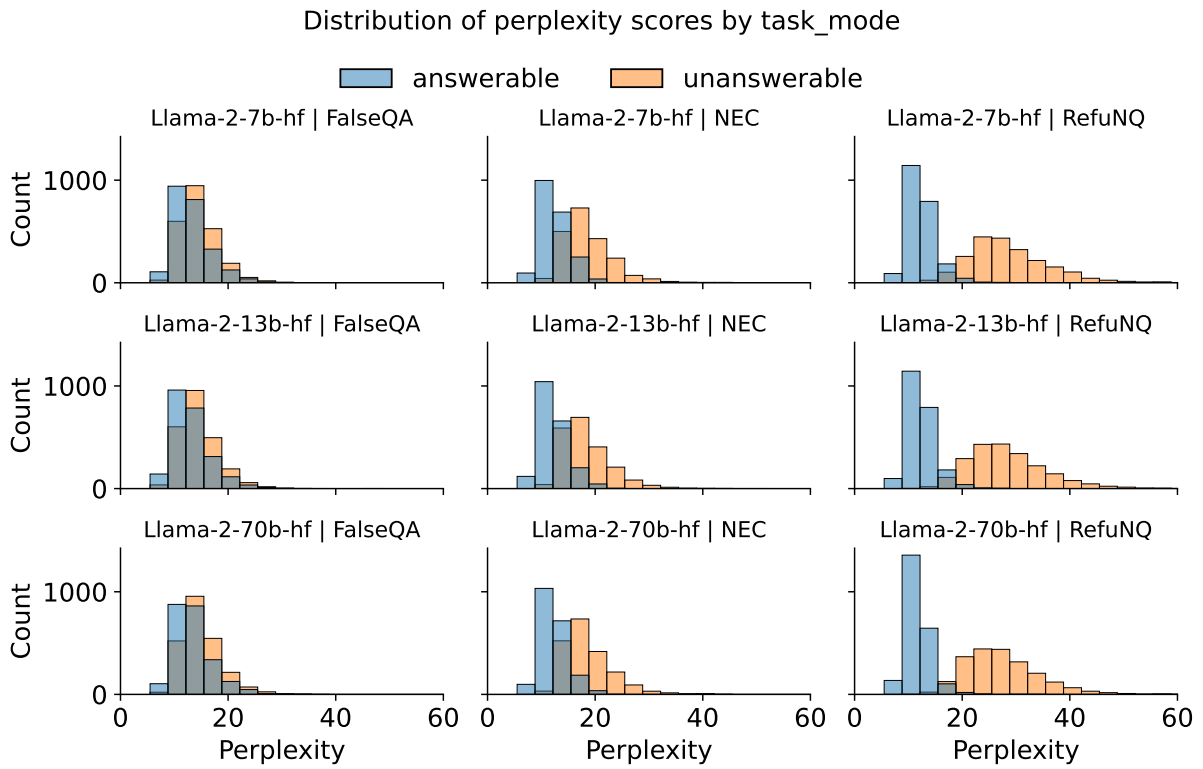 Distribution of perplexity scores by task_mode
answerable unanswerable
Llama-2-7b-hf | FalseQA Llama-2-7b-hf | NEC Llama-2-7b-hf | RefuNQ
Count
1000
0
Llama-2-13b-hf | FalseQA Llama-2-13b-hf | NEC Llama-2-13b-hf | RefuNQ
Count
1000
0
Llama-2-70b-hf | FalseQA Llama-2-70b-hf | NEC Llama-2-70b-hf | RefuNQ
Count
1000
0
0 20 40 60 0 20 40 60 0 20 40 60
Perplexity Perplexity Perplexity